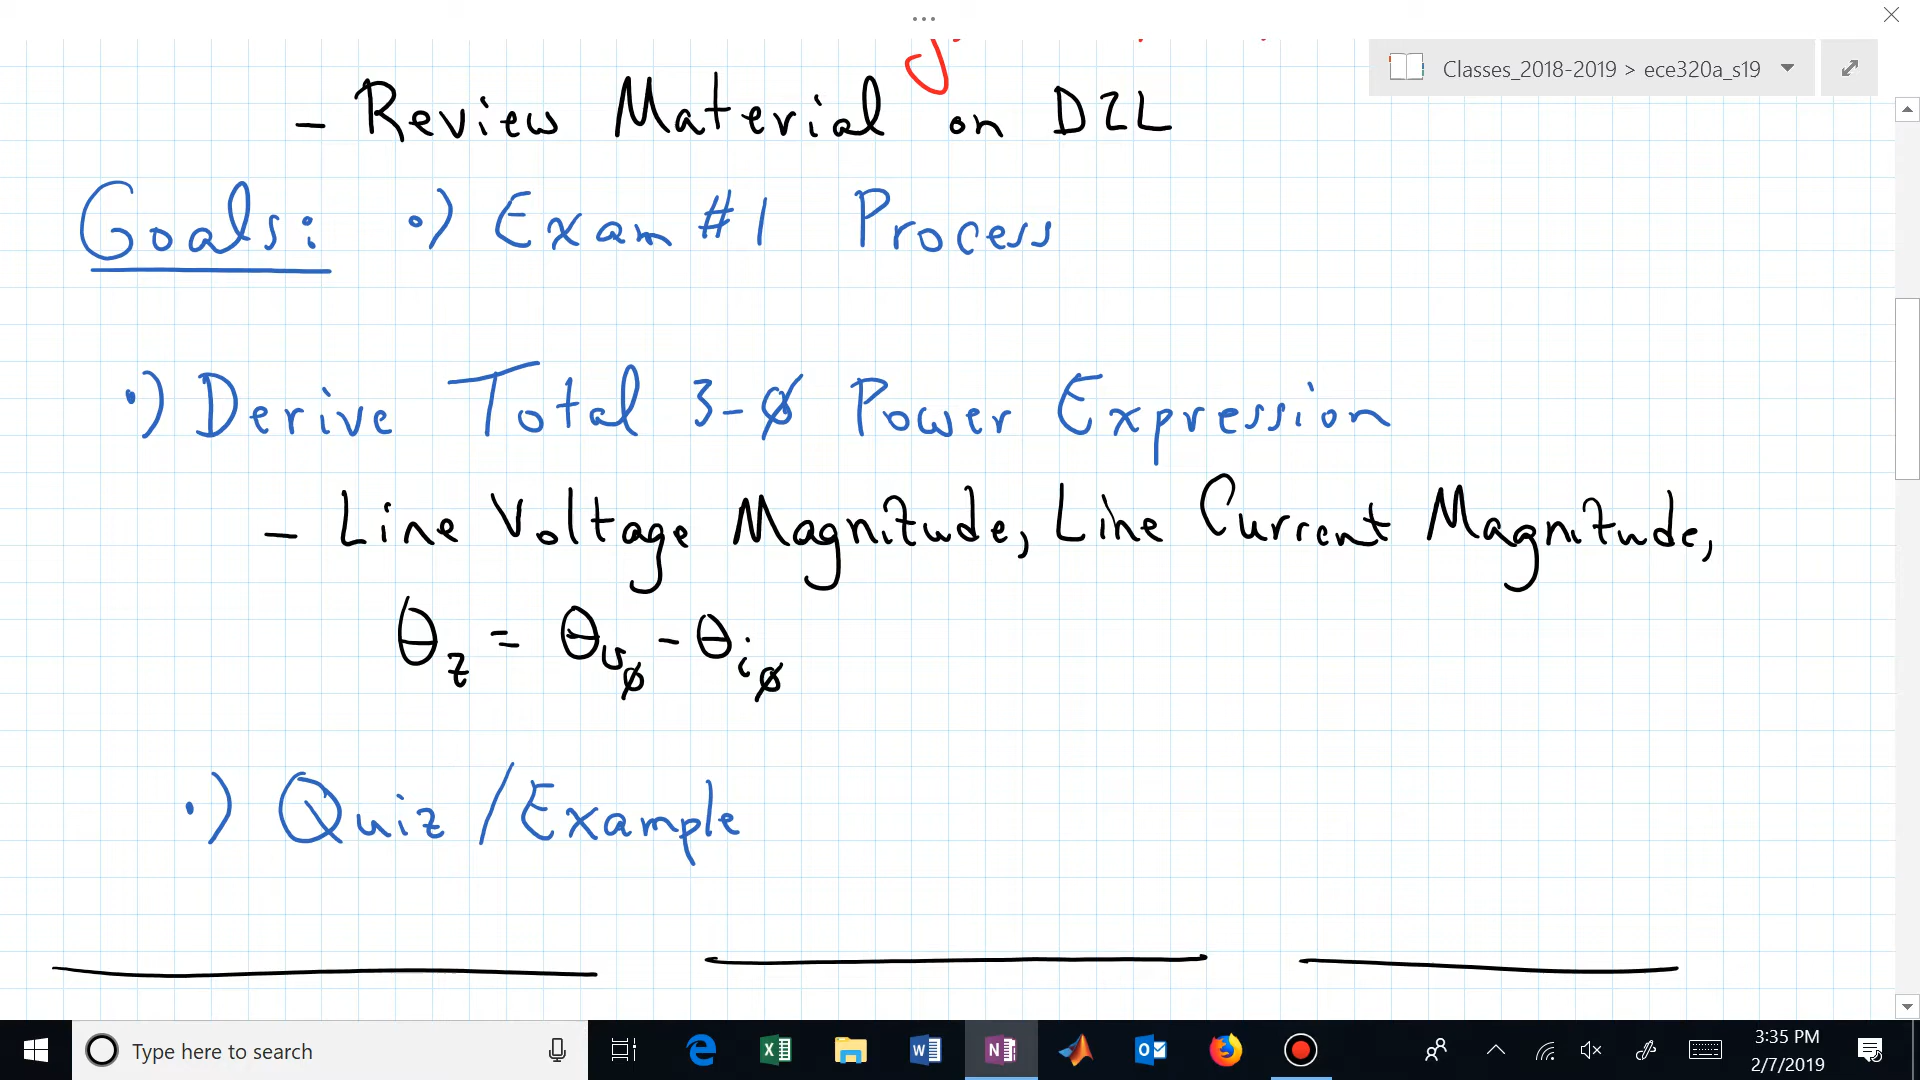 Classes_2018-2019 > ece320a_s19
- Review Material on D2L
Goals: •) Exam #1 Process
•) Derive Total 3-Ø Power Expression
- Line Voltage Magnitude, Line Current Magnitude,
θz = θvØ - θiØ
•) Quiz / Example
Type here to search
3:35 PM
2/7/2019